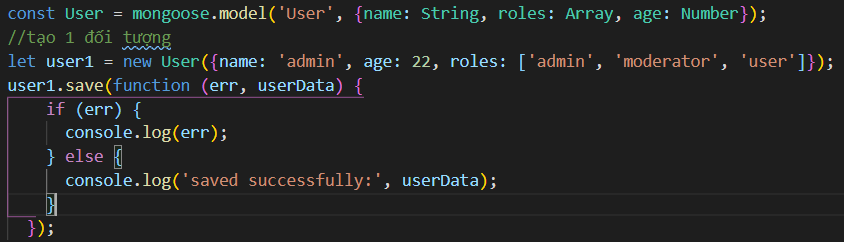 const User = mongoose.model('User', {name: String, roles: Array, age: Number});
//tạo 1 đối tượng
let user1 = new User({name: 'admin', age: 22, roles: ['admin', 'moderator', 'user']});
user1.save(function (err, userData) {
if (err) {
console.log(err);
} else {
console.log('saved successfully:', userData);
}
});